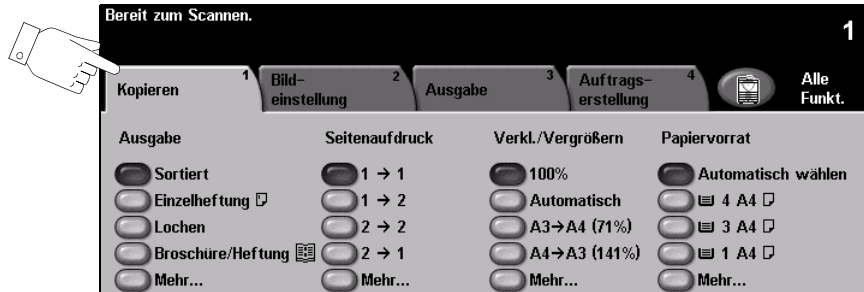 Bereit zum Scannen.
1
Kopieren 1
Bild-
einstellung 2
Ausgabe 3
Auftrags-
erstellung 4
Alle
Funkt.
Ausgabe Seitenaufdruck Verkl./Vergrößern Papiervorrat
Sortiert 1 → 1 100% Automatisch wählen
Einzelheftung 1 → 2 Automatisch 4 A4
Lochen 2 → 2 A3→A4 (71%) 3 A4
Broschüre/Heftung 2 → 1 A4→A3 (141%) 1 A4
Mehr... Mehr... Mehr... Mehr...